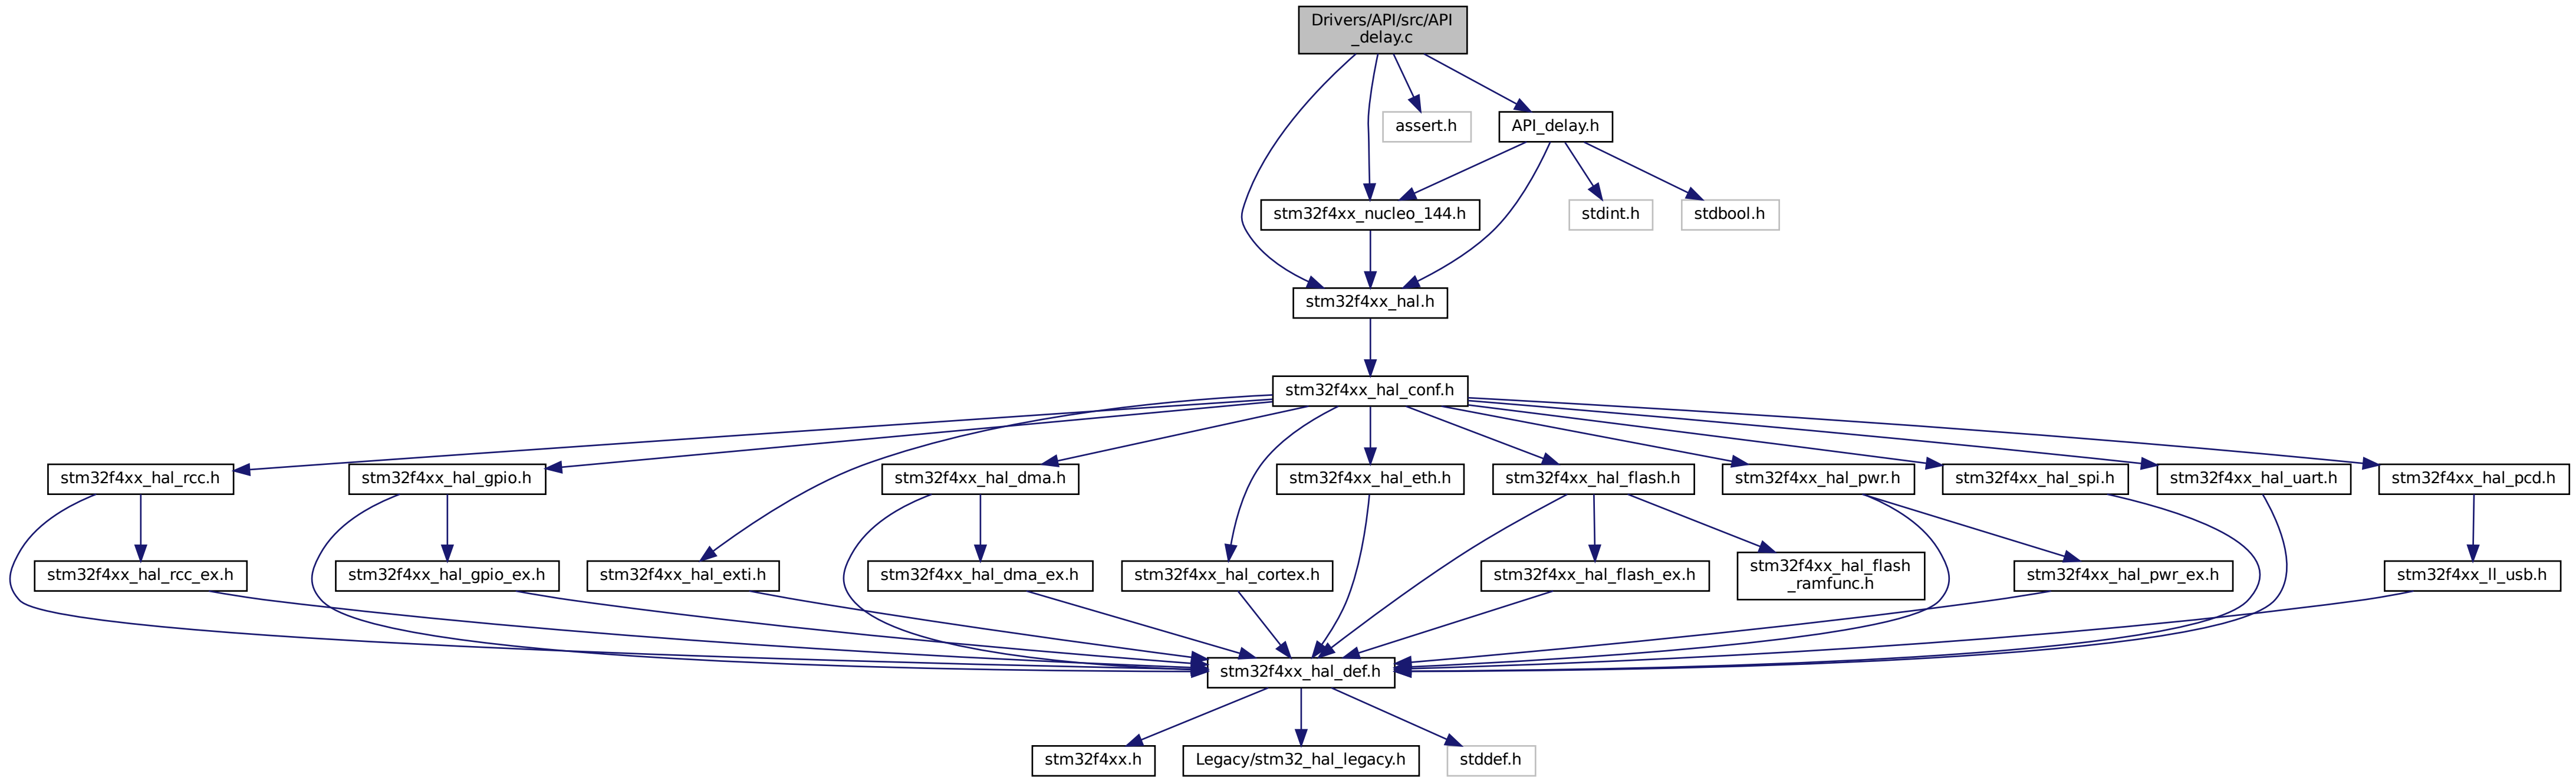 Drivers/API/src/API
_delay.c
assert.h
API_delay.h
stm32f4xx_nucleo_144.h
stdint.h
stdbool.h
stm32f4xx_hal.h
stm32f4xx_hal_conf.h
stm32f4xx_hal_rcc.h
stm32f4xx_hal_gpio.h
stm32f4xx_hal_dma.h
stm32f4xx_hal_eth.h
stm32f4xx_hal_flash.h
stm32f4xx_hal_pwr.h
stm32f4xx_hal_spi.h
stm32f4xx_hal_uart.h
stm32f4xx_hal_pcd.h
stm32f4xx_hal_rcc_ex.h
stm32f4xx_hal_gpio_ex.h
stm32f4xx_hal_exti.h
stm32f4xx_hal_dma_ex.h
stm32f4xx_hal_cortex.h
stm32f4xx_hal_flash_ex.h
stm32f4xx_hal_flash
_ramfunc.h
stm32f4xx_hal_pwr_ex.h
stm32f4xx_ll_usb.h
stm32f4xx_hal_def.h
stm32f4xx.h
Legacy/stm32_hal_legacy.h
stddef.h